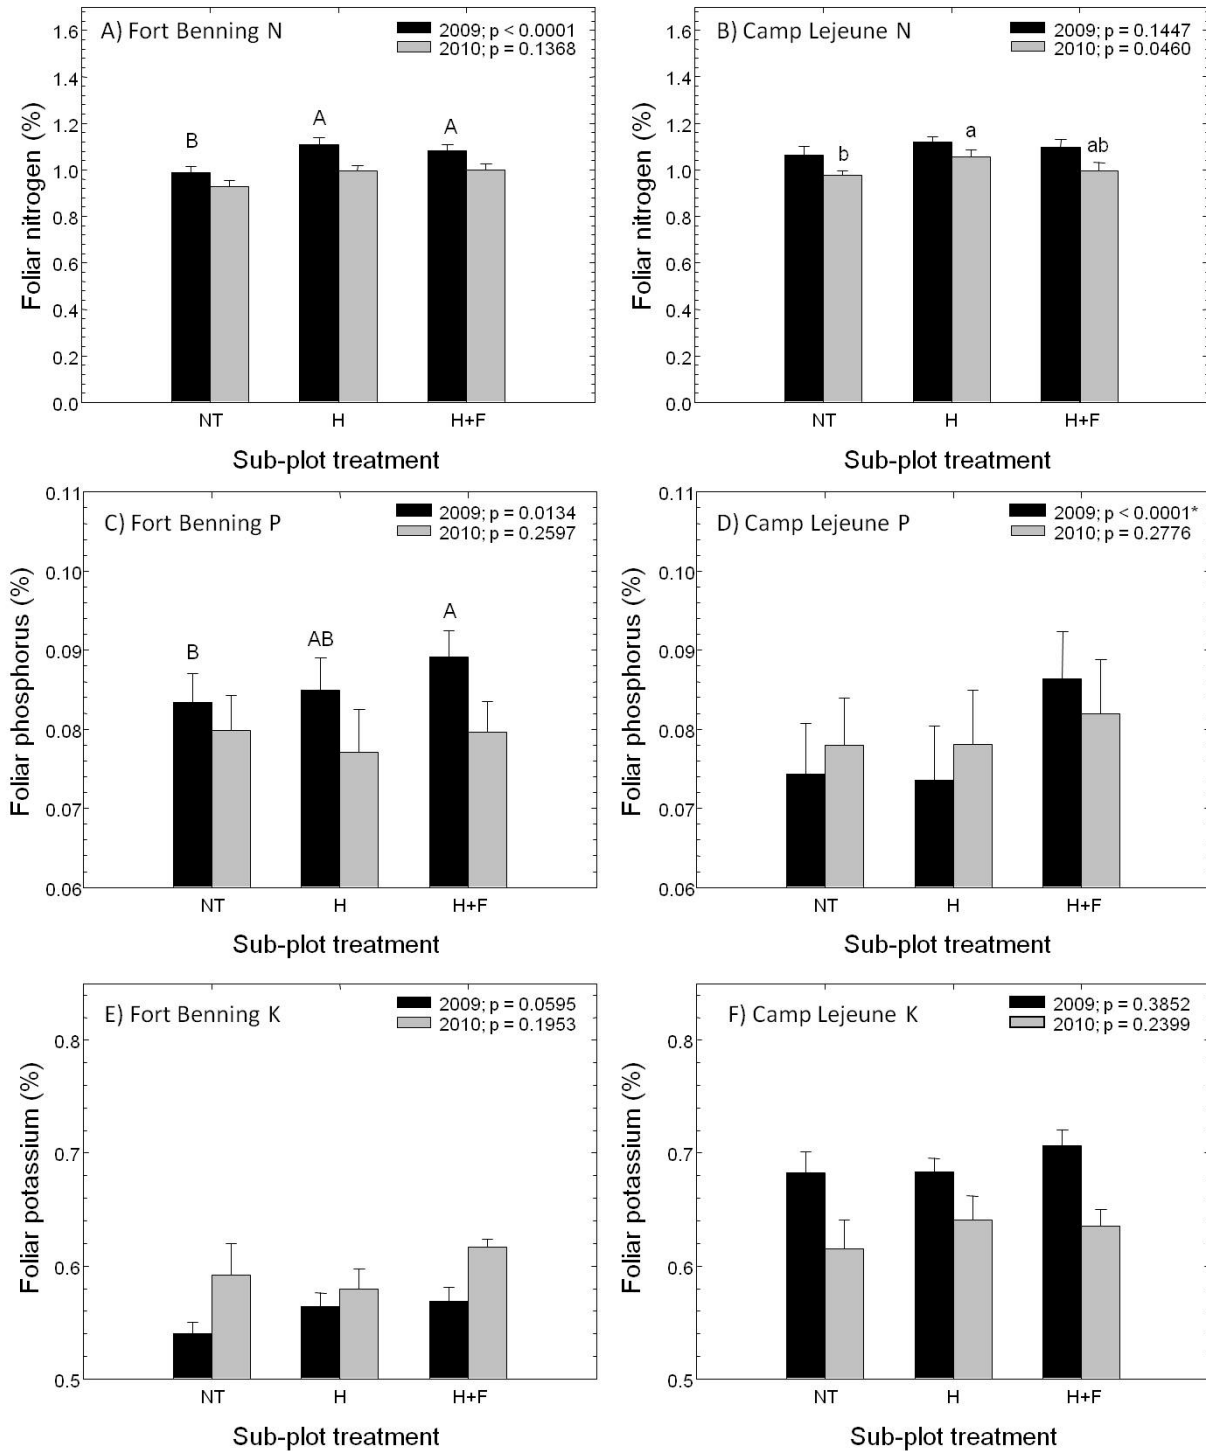 A) Fort Benning N
2009; p < 0.0001
2010; p = 0.1368
1.6
1.4
1.2
1.0
0.8
0.6
0.4
0.2
0.0
Foliar nitrogen (%)
B
A
A
NT H H+F
Sub-plot treatment
B) Camp Lejeune N
2009; p = 0.1447
2010; p = 0.0460
1.6
1.4
1.2
1.0
0.8
0.6
0.4
0.2
0.0
Foliar nitrogen (%)
b
a
ab
NT H H+F
Sub-plot treatment
C) Fort Benning P
2009; p = 0.0134
2010; p = 0.2597
0.11
0.10
0.09
0.08
0.07
0.06
Foliar phosphorus (%)
B
AB
A
NT H H+F
Sub-plot treatment
D) Camp Lejeune P
2009; p < 0.0001*
2010; p = 0.2776
0.11
0.10
0.09
0.08
0.07
0.06
Foliar phosphorus (%)
NT H H+F
Sub-plot treatment
E) Fort Benning K
2009; p = 0.0595
2010; p = 0.1953
0.8
0.7
0.6
0.5
Foliar potassium (%)
NT H H+F
Sub-plot treatment
F) Camp Lejeune K
2009; p = 0.3852
2010; p = 0.2399
0.8
0.7
0.6
0.5
Foliar potassium (%)
NT H H+F
Sub-plot treatment